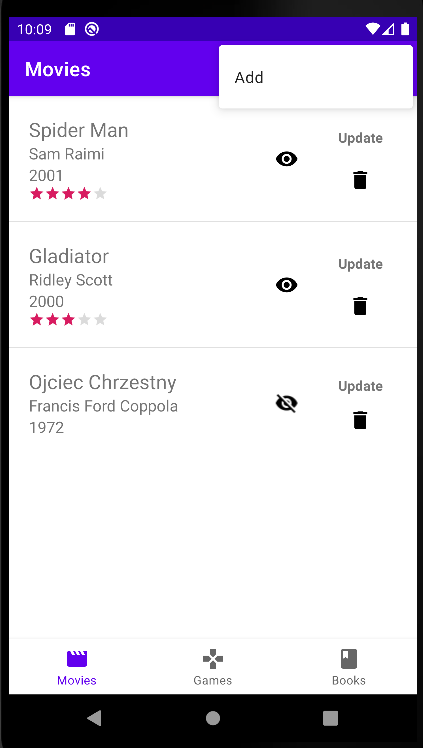 10:09
Movies
Add
Spider Man
Sam Raimi
2001
Update
Gladiator
Ridley Scott
2000
Update
Ojciec Chrzestny
Francis Ford Coppola
1972
Update
Movies
Games
Books